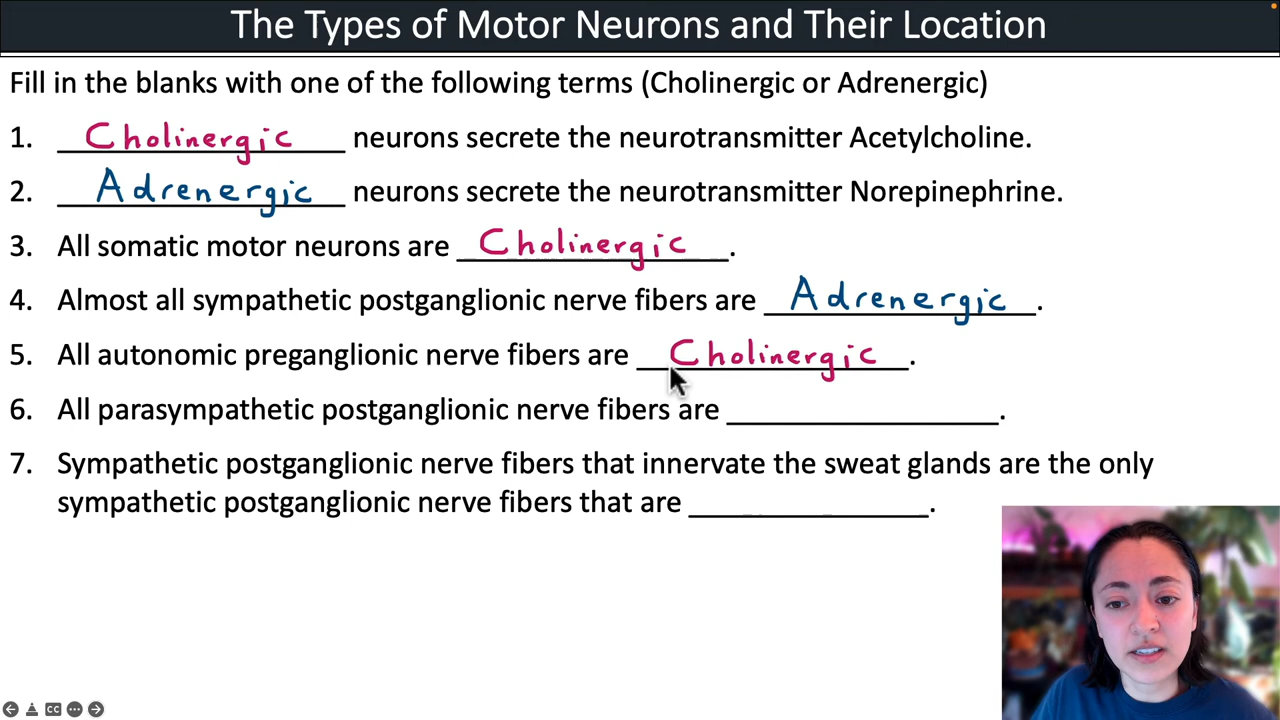 The Types of Motor Neurons and Their Location
Fill in the blanks with one of the following terms (Cholinergic or Adrenergic)
1. Cholinergic neurons secrete the neurotransmitter Acetylcholine.
2. Adrenergic neurons secrete the neurotransmitter Norepinephrine.
3. All somatic motor neurons are Cholinergic.
4. Almost all sympathetic postganglionic nerve fibers are Adrenergic.
5. All autonomic preganglionic nerve fibers are Cholinergic.
6. All parasympathetic postganglionic nerve fibers are ____________________.
7. Sympathetic postganglionic nerve fibers that innervate the sweat glands are the only
sympathetic postganglionic nerve fibers that are _________________.
CC